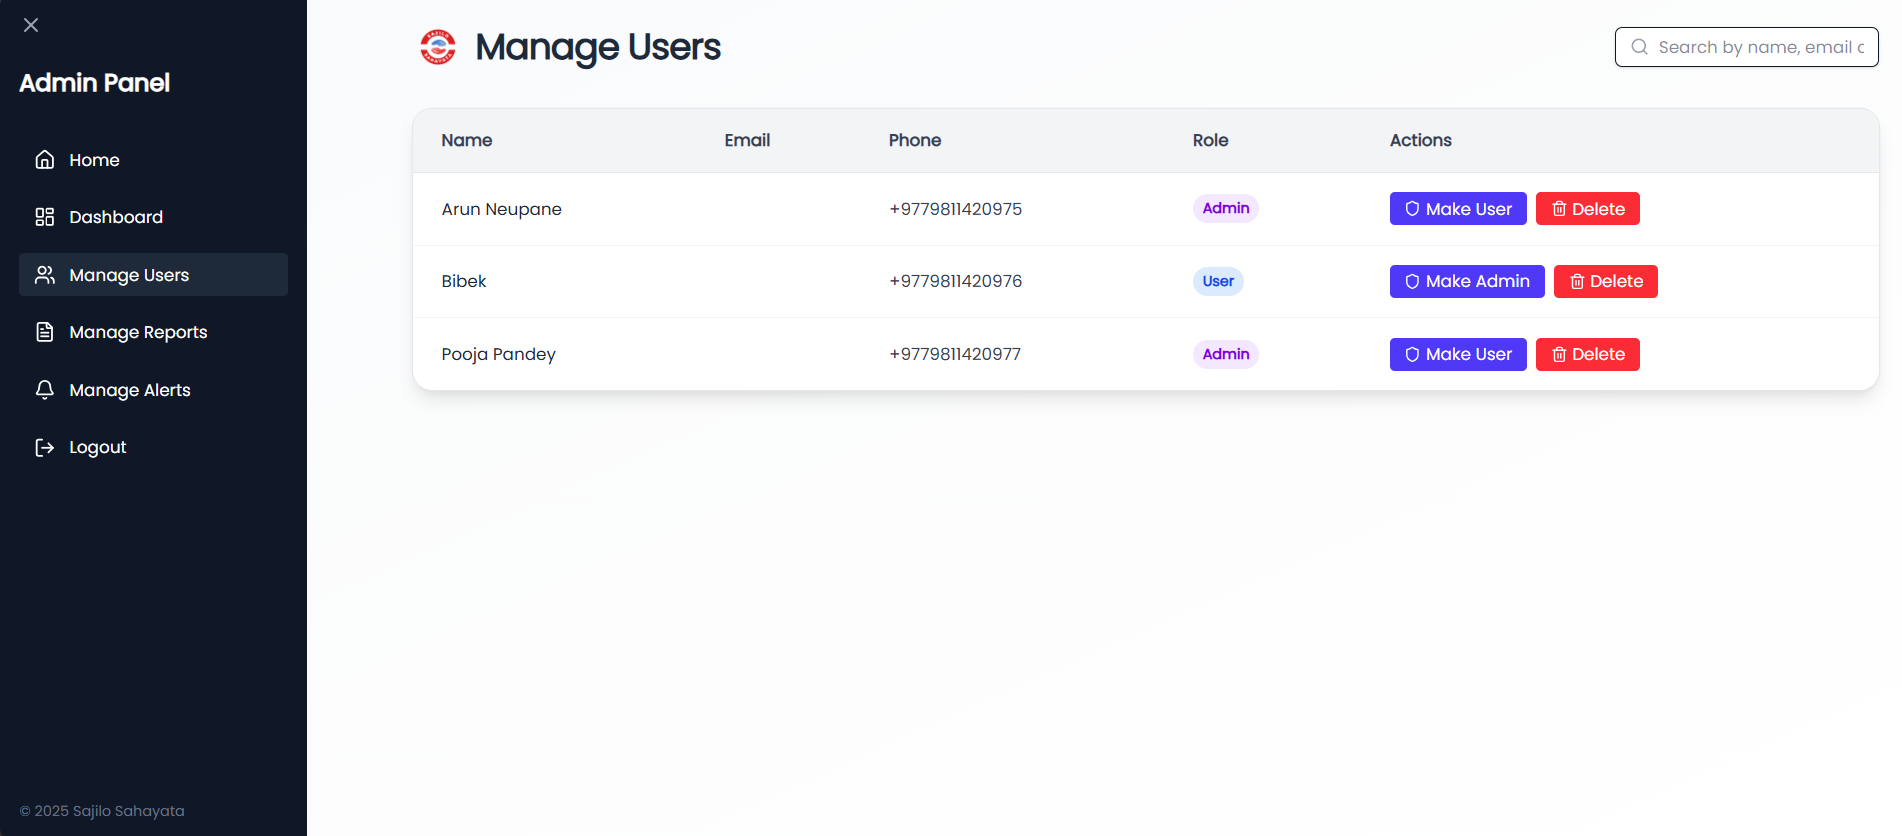 Admin Panel
Home
Dashboard
Manage Users
Manage Reports
Manage Alerts
Logout
© 2025 Sajilo Sahayata
SAJILO
SAHAYATA
Manage Users
Search by name, email
Name Email Phone Role Actions
Arun Neupane +9779811420975 Admin Make User Delete
Bibek +9779811420976 User Make Admin Delete
Pooja Pandey +9779811420977 Admin Make User Delete